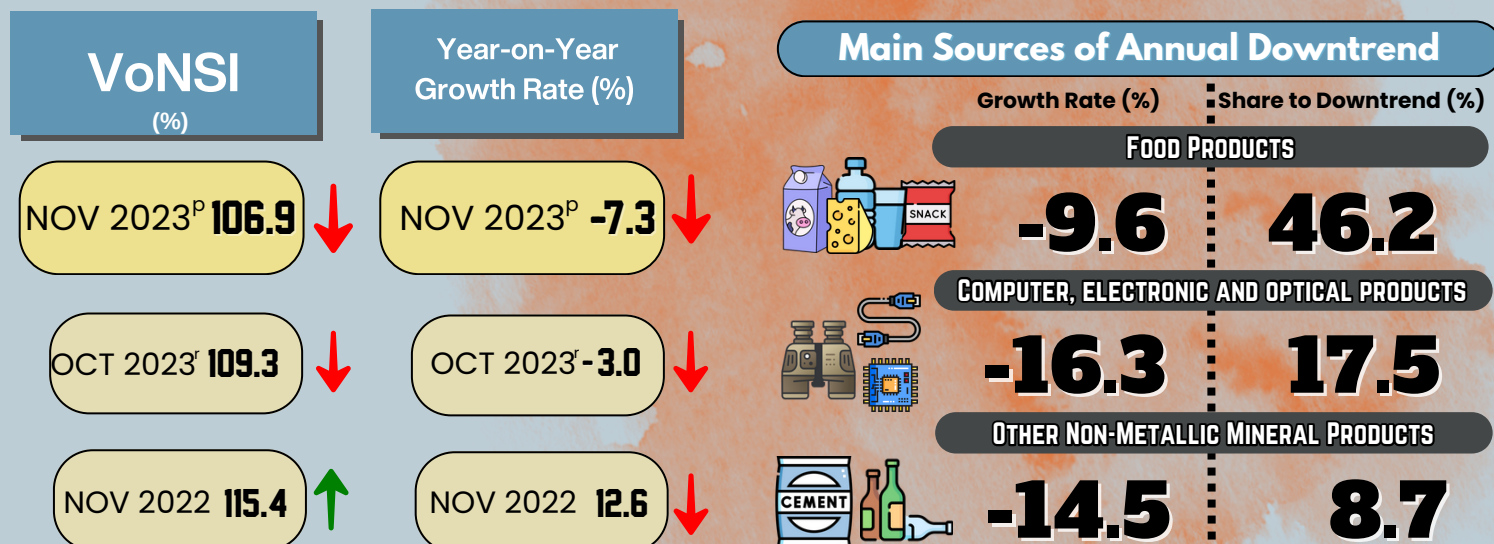 VoNSI
(%)
NOV 2023p 106.9
OCT 2023r 109.3
NOV 2022 115.4
Year-on-Year
Growth Rate (%)
NOV 2023p -7.3
OCT 2023r -3.0
NOV 2022 12.6
Main Sources of Annual Downtrend
Growth Rate (%) Share to Downtrend (%)
FOOD PRODUCTS
SNACK
-9.6 46.2
COMPUTER, ELECTRONIC AND OPTICAL PRODUCTS
-16.3 17.5
OTHER NON-METALLIC MINERAL PRODUCTS
CEMENT
-14.5 8.7